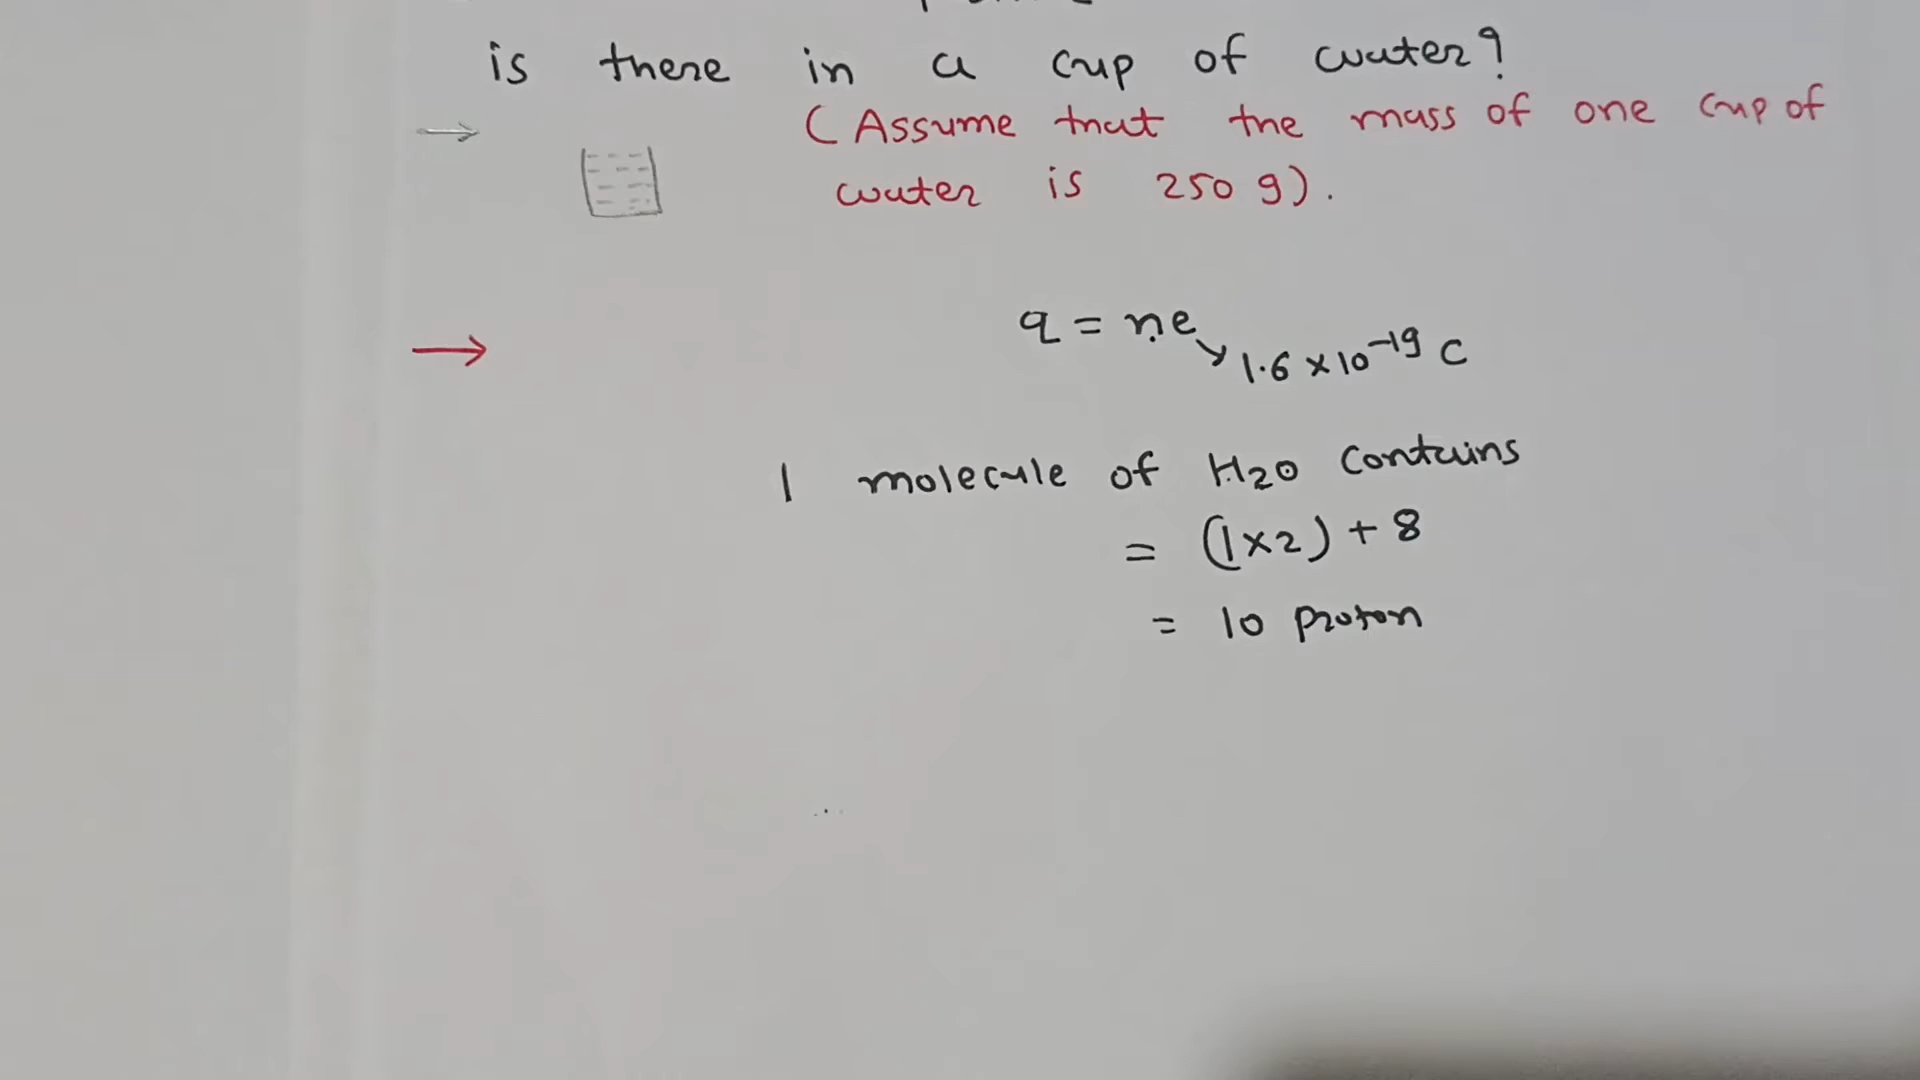 is there in a cup of water?
(Assume that the mass of one cup of
water is 250 g).
q = ne
1.6 × 10⁻¹⁹ C
1 molecule of H2O contains
= (1×2) + 8
= 10 proton